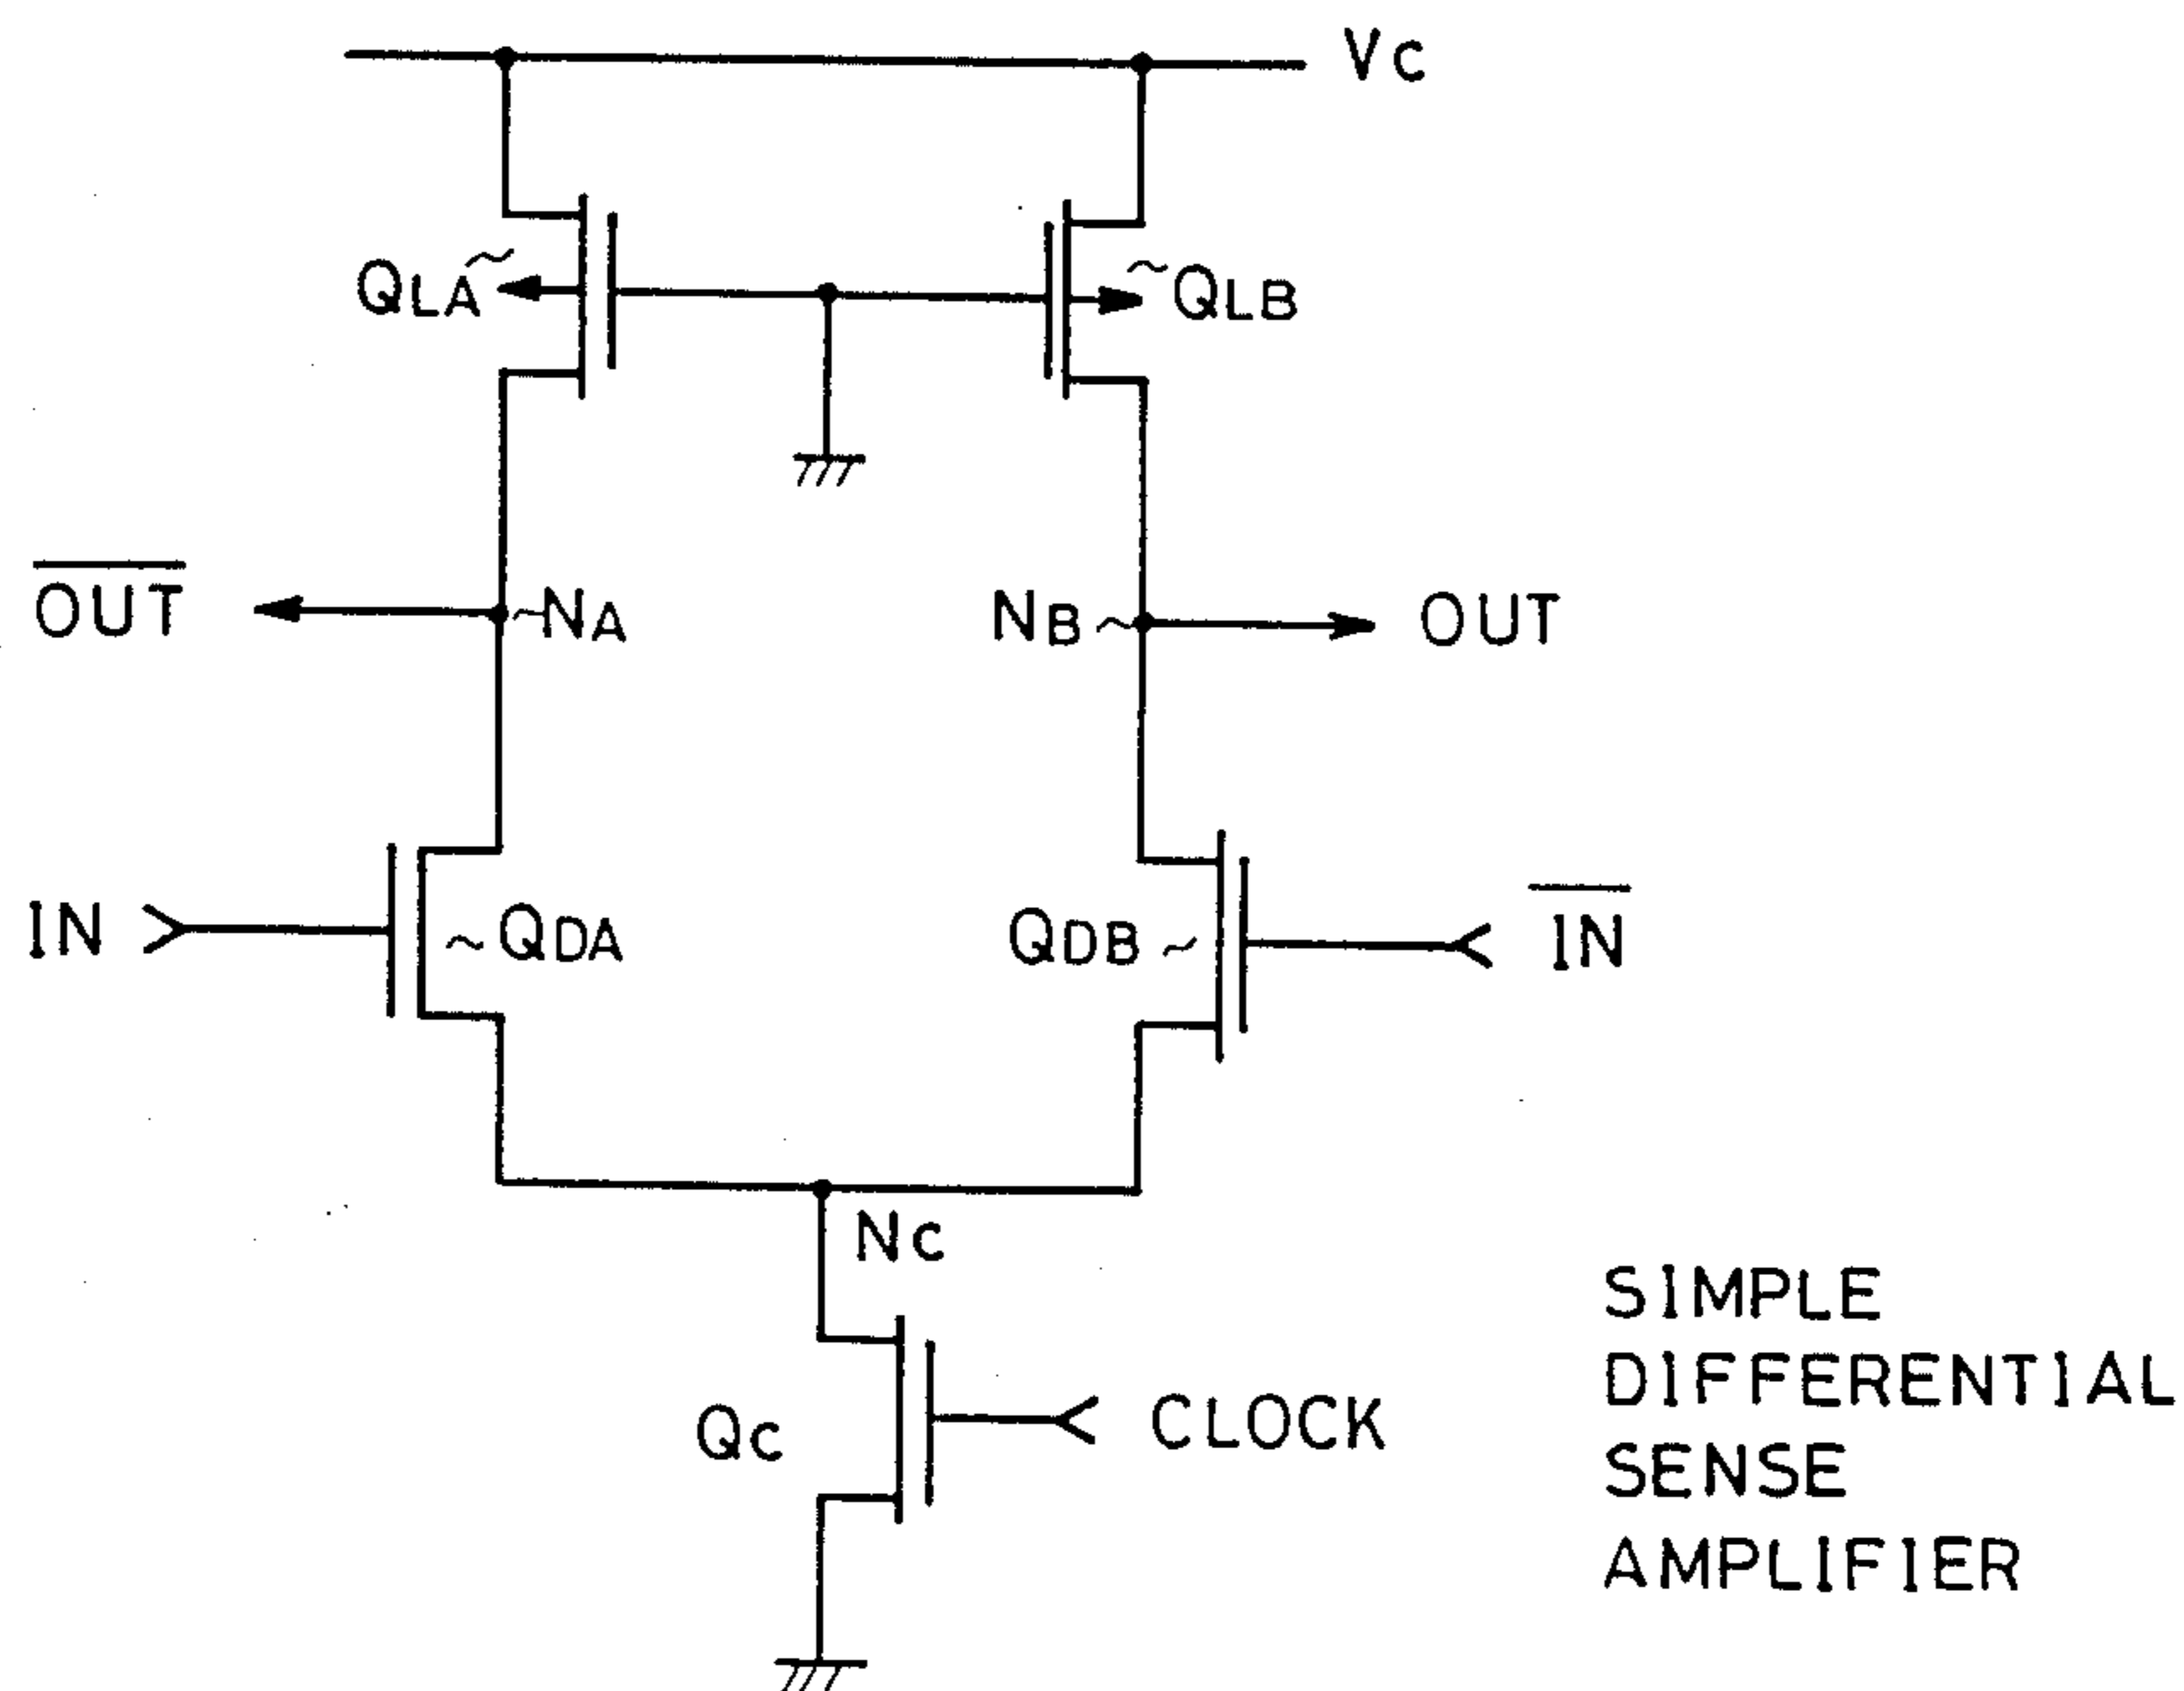 Vc
QLA
QLB
OUT
NA
NB
OUT
IN
QDA
QDB
IN
Nc
Qc
CLOCK
SIMPLE
DIFFERENTIAL
SENSE
AMPLIFIER